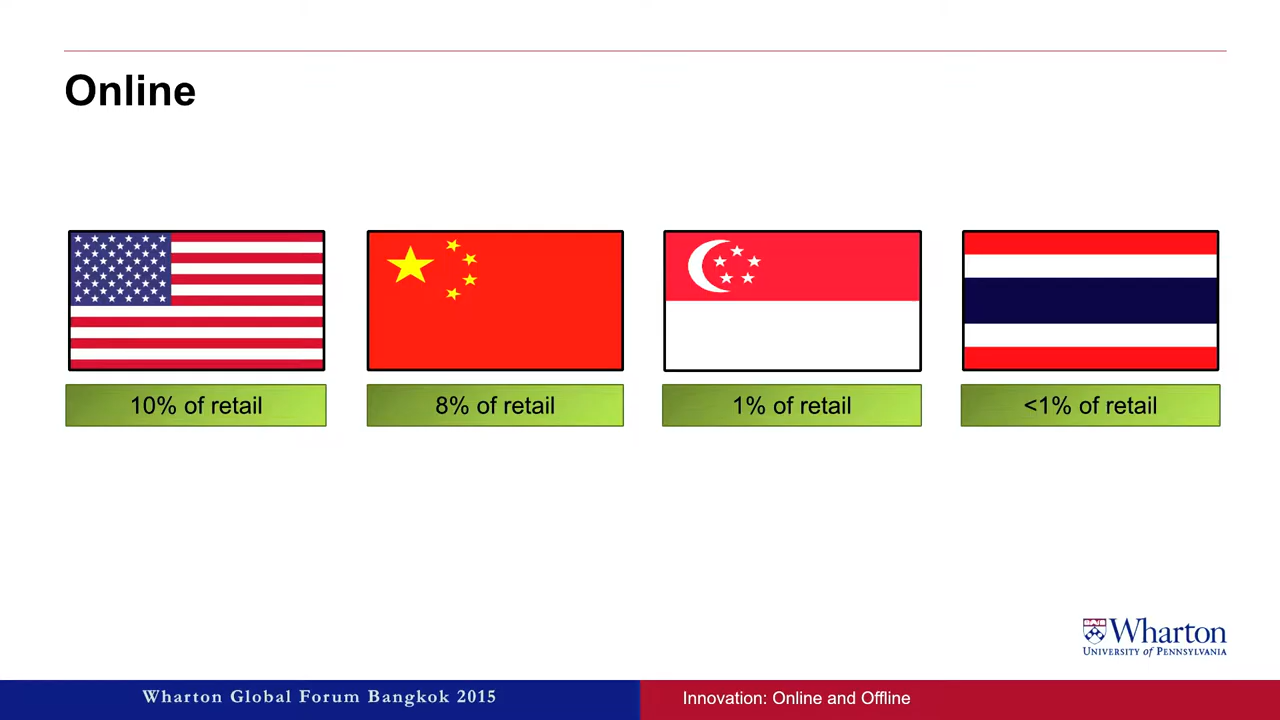 Online
10% of retail
8% of retail
1% of retail
<1% of retail
Wharton
University of Pennsylvania
Wharton Global Forum Bangkok 2015
Innovation: Online and Offline